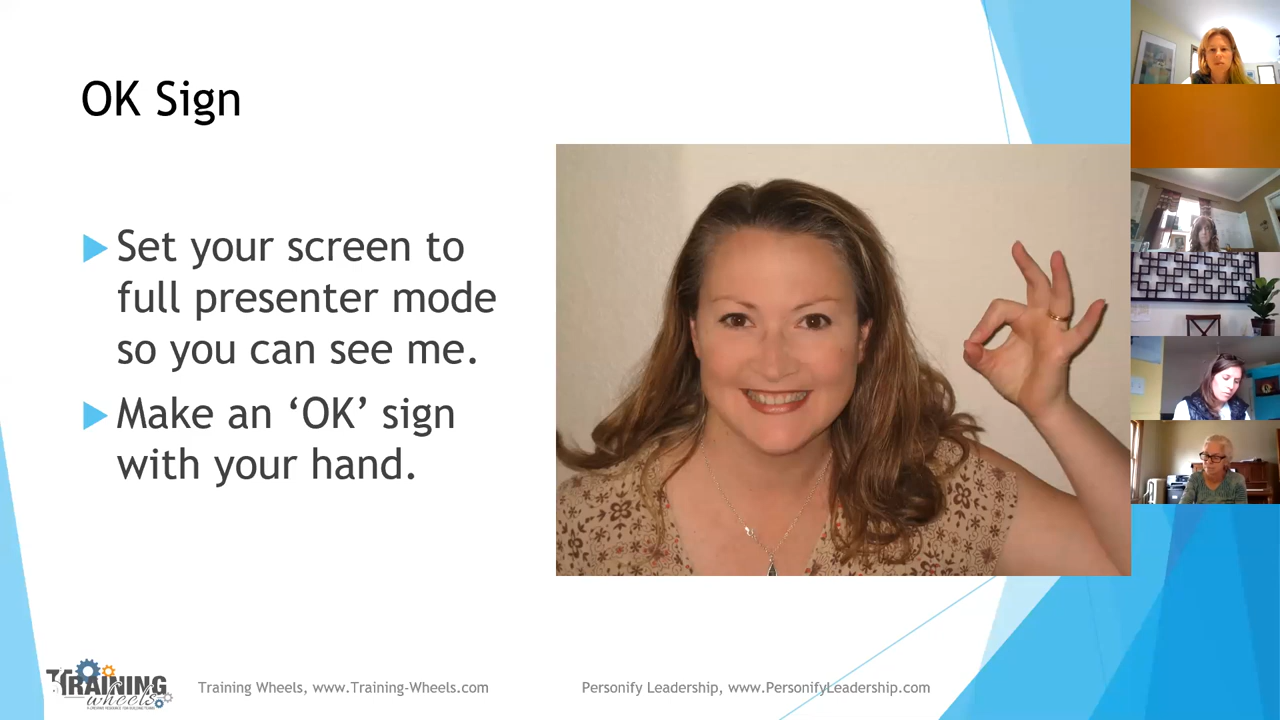 OK Sign
Set your screen to
full presenter mode
so you can see me.
Make an ‘OK’ sign
with your hand.
TRAINING
wheels
Training Wheels, www.Training-Wheels.com
Personify Leadership, www.PersonifyLeadership.com